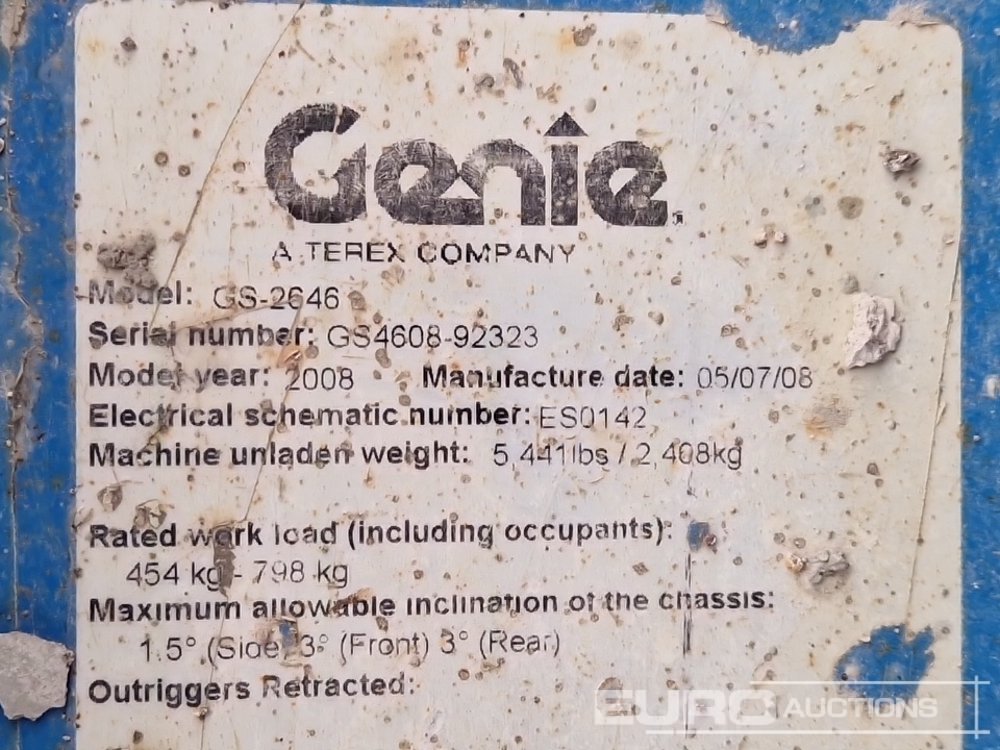 Genie
A TEREX COMPANY
Model: GS-2646
Serial number: GS4608-92323
Model year: 2008 Manufacture date: 05/07/08
Electrical schematic number: ES0142
Machine unladen weight: 5,441lbs / 2,408kg
Rated work load (including occupants):
454 kg - 798 kg
Maximum allowable inclination of the chassis:
1.5° (Side) 3° (Front) 3° (Rear)
Outriggers Retracted:
EURO AUCTIONS